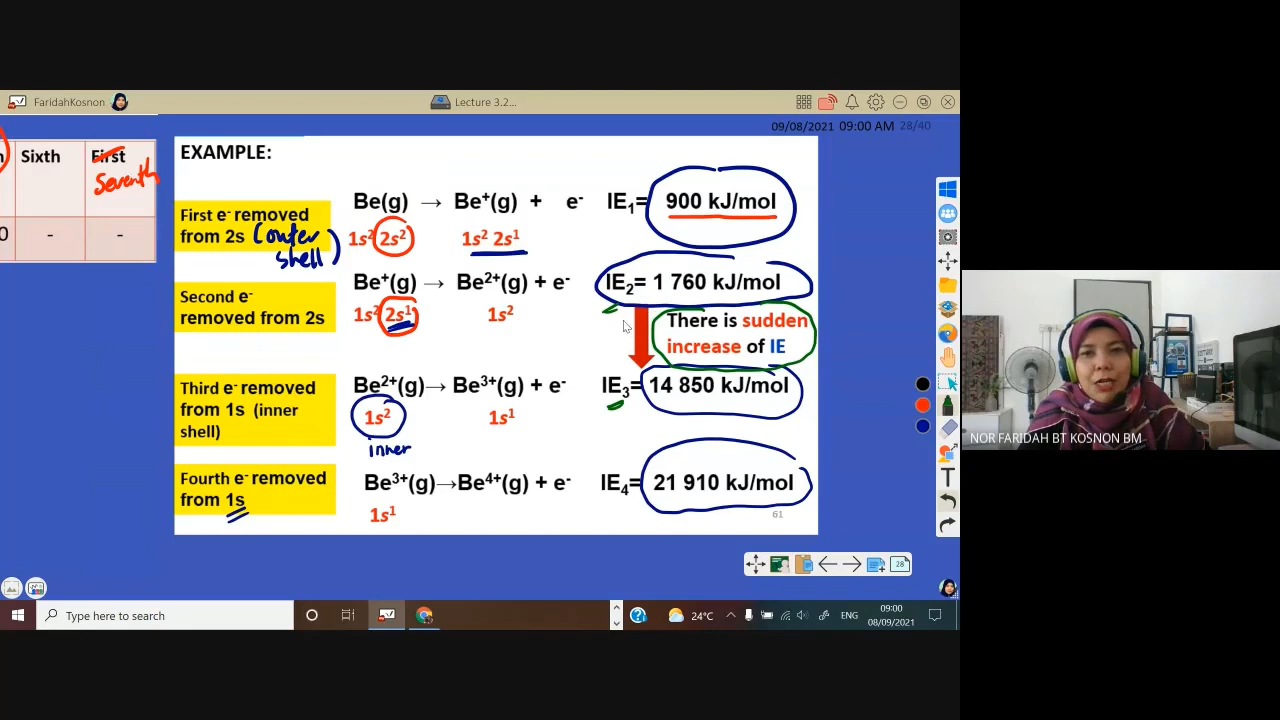 FaridahKosnon
Lecture 3.2...
09/08/2021 09:00 AM 28/40
Sixth
First
Seventh
0
-
-
EXAMPLE:
First e- removed
from 2s (outer
shell)
Be(g) → Be⁺(g) + e⁻ IE₁= 900 kJ/mol
1s² 2s² 1s² 2s¹
Second e-
removed from 2s
Be⁺(g) → Be²⁺(g) + e⁻ IE₂= 1 760 kJ/mol
1s² 2s¹ 1s²
There is sudden
increase of IE
Third e- removed
from 1s (inner
shell)
Be²⁺(g)→ Be³⁺(g) + e⁻ IE₃= 14 850 kJ/mol
1s² 1s¹
inner
Fourth e- removed
from 1s
Be³⁺(g)→Be⁴⁺(g) + e⁻ IE₄= 21 910 kJ/mol
1s¹
61
NOR FARIDAH BT KOSNON BM
T
28
Type here to search
24°C
ENG
09:00
08/09/2021